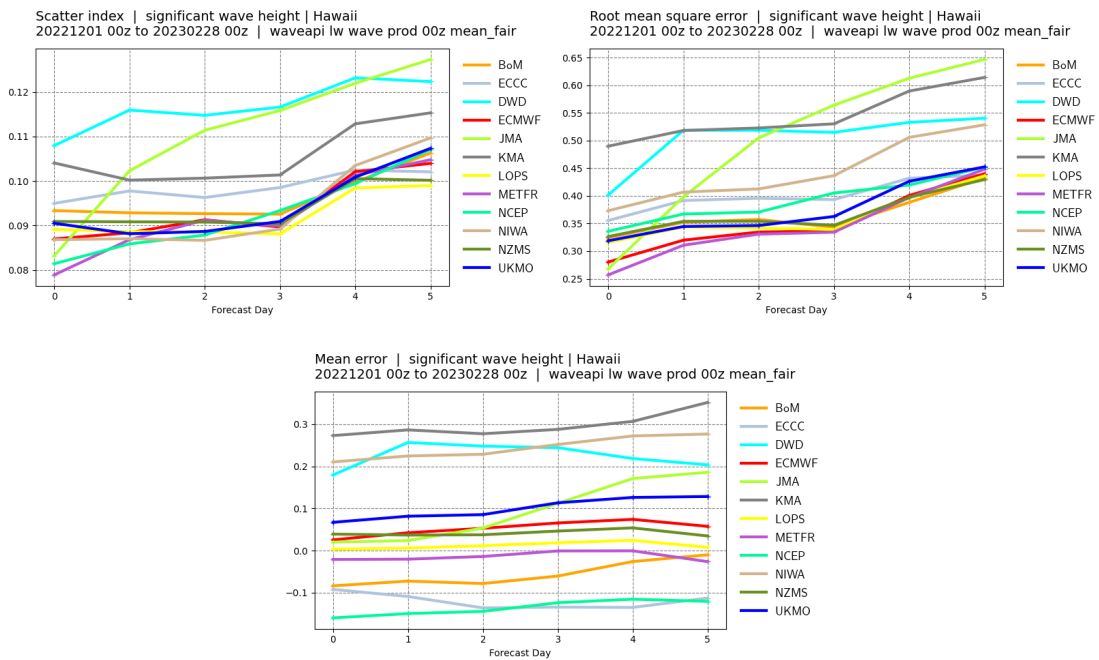 Scatter index | significant wave height | Hawaii
20221201 00z to 20230228 00z | waveapi lw wave prod 00z mean_fair
0.12
0.11
0.10
0.09
0.08
0 1 2 3 4 5
Forecast Day
BoM
ECCC
DWD
ECMWF
JMA
KMA
LOPS
METFR
NCEP
NIWA
NZMS
UKMO
Root mean square error | significant wave height | Hawaii
20221201 00z to 20230228 00z | waveapi lw wave prod 00z mean_fair
0.65
0.60
0.55
0.50
0.45
0.40
0.35
0.30
0.25
0 1 2 3 4 5
Forecast Day
BoM
ECCC
DWD
ECMWF
JMA
KMA
LOPS
METFR
NCEP
NIWA
NZMS
UKMO
Mean error | significant wave height | Hawaii
20221201 00z to 20230228 00z | waveapi lw wave prod 00z mean_fair
0.3
0.2
0.1
0.0
−0.1
0 1 2 3 4 5
Forecast Day
BoM
ECCC
DWD
ECMWF
JMA
KMA
LOPS
METFR
NCEP
NIWA
NZMS
UKMO